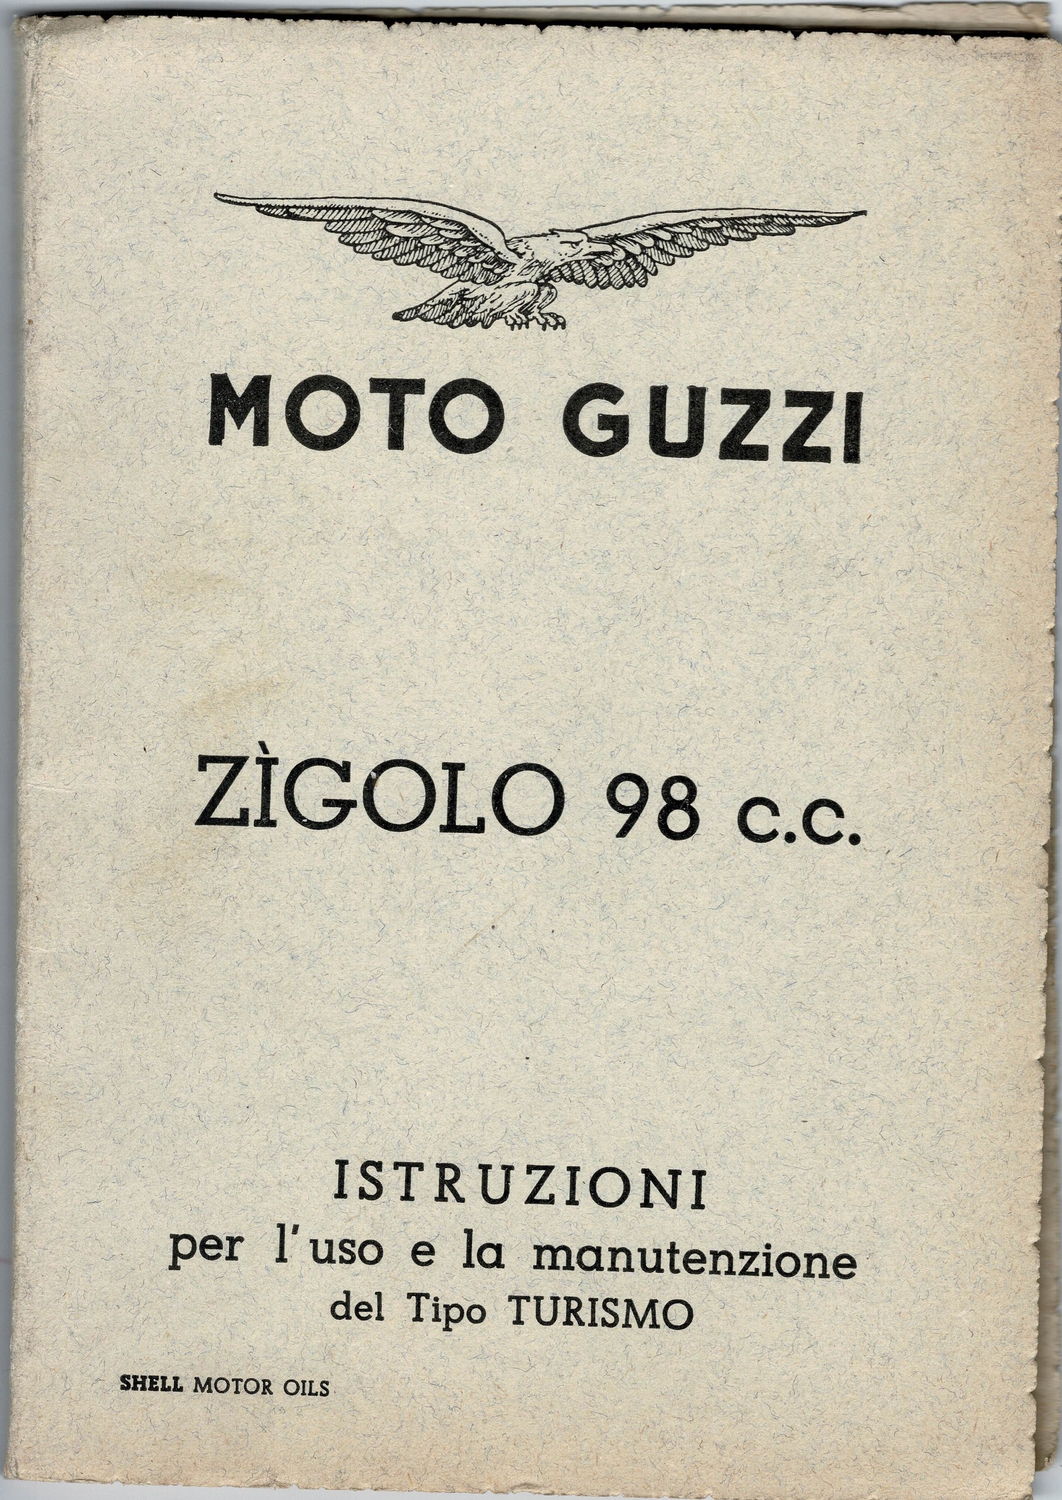 MOTO GUZZI
ZÌGOLO 98 c.c.
ISTRUZIONI
per l'uso e la manutenzione
del Tipo TURISMO
SHELL MOTOR OILS